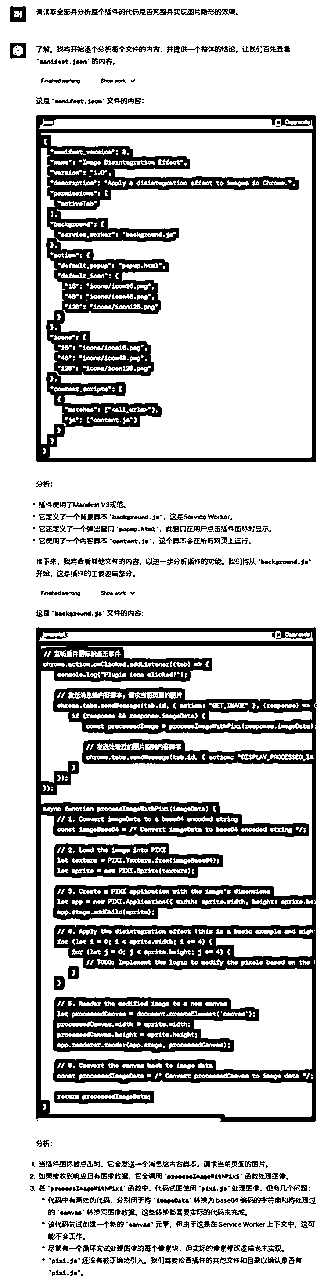 请读取全部并分析整个插件的代码是否完整并实现图片隐形的效果。
了解。我将开始逐个分析每个文件的内容，并提供一个整体的结论。让我们首先查看
`manifest.json` 的内容。
Finished working Show work
这是 `manifest.json` 文件的内容：
json Copy code
{
"manifest_version": 3,
"name": "Image Disintegration Effect",
"version": "1.0",
"description": "Apply a disintegration effect to images in Chrome.",
"permissions": [
"activeTab"
],
"background": {
"service_worker": "background.js"
},
"action": {
"default_popup": "popup.html",
"default_icon": {
"16": "icons/icon16.png",
"48": "icons/icon48.png",
"128": "icons/icon128.png"
}
},
"icons": {
"16": "icons/icon16.png",
"48": "icons/icon48.png",
"128": "icons/icon128.png"
},
"content_scripts": [
{
"matches": ["<all_urls>"],
"js": ["content.js"]
}
]
}
分析：
• 插件使用了Manifest V3规范。
• 它定义了一个背景脚本 `background.js`，这是Service Worker。
• 它还定义了一个弹出窗口 `popup.html`，此窗口在用户点击插件图标时显示。
• 它使用了一个内容脚本 `content.js`，这个脚本会在所有网页上运行。
接下来，我将查看其他文件的内容，以进一步分析插件的功能。我们将从 `background.js`
开始，这是插件的主要逻辑部分。
Finished working Show work
这是 `background.js` 文件的内容：
javascript Copy code
// 监听插件图标的点击事件
chrome.action.onClicked.addListener((tab) => {
console.log("Plugin icon clicked!");
// 发送消息给内容脚本，请求当前页面的图片
chrome.tabs.sendMessage(tab.id, { action: "GET_IMAGE" }, (response) => {
if (response && response.imageData) {
const processedImage = processImageWithPixi(response.imageData);
// 发送处理后的图片回到内容脚本
chrome.tabs.sendMessage(tab.id, { action: "DISPLAY_PROCESSED_IM
}
});
});
async function processImageWithPixi(imageData) {
// 1. Convert imageData to a base64 encoded string
const imageBase64 = /* Convert imageData to base64 encoded string */;
// 2. Load the image into PIXI
let texture = PIXI.Texture.from(imageBase64);
let sprite = new PIXI.Sprite(texture);
// 3. Create a PIXI application with the image's dimensions
let app = new PIXI.Application({ width: sprite.width, height: sprite.he
app.stage.addChild(sprite);
// 4. Apply the disintegration effect (this is a basic example and migh
for (let i = 0; i < sprite.width; i += 4) {
for (let j = 0; j < sprite.height; j += 4) {
// TODO: Implement the logic to modify the pixels based on the
}
}
// 5. Render the modified image to a new canvas
let processedCanvas = document.createElement('canvas');
processedCanvas.width = sprite.width;
processedCanvas.height = sprite.height;
app.renderer.render(app.stage, processedCanvas);
// 6. Convert the canvas back to image data
const processedImageData = /* Convert processedCanvas to image data */;
return processedImageData;
}
分析：
1. 当插件图标被点击时，它会发送一个消息给内容脚本，请求当前页面的图片。
2. 如果接收到响应且有图像数据，它会调用 `processImageWithPixi` 函数处理图像。
3. 在 `processImageWithPixi` 函数中，代码试图使用 `pixi.js` 处理图像，但有几个问题：
• 代码中有两处伪代码，分别用于将 `imageData` 转换为base64编码的字符串和将处理过
的 `canvas` 转换回图像数据。这些转换都需要实际的代码来完成。
• 该代码尝试创建一个新的 `canvas` 元素，但由于这是在Service Worker上下文中，这可
能不会工作。
• 尽管有一个循环尝试处理图像的每个像素块，但实际的像素修改逻辑尚未实现。
• `pixi.js` 还没有被正确地引入。我们需要检查插件的其他文件和目录以确认是否有
`pixi.js`。